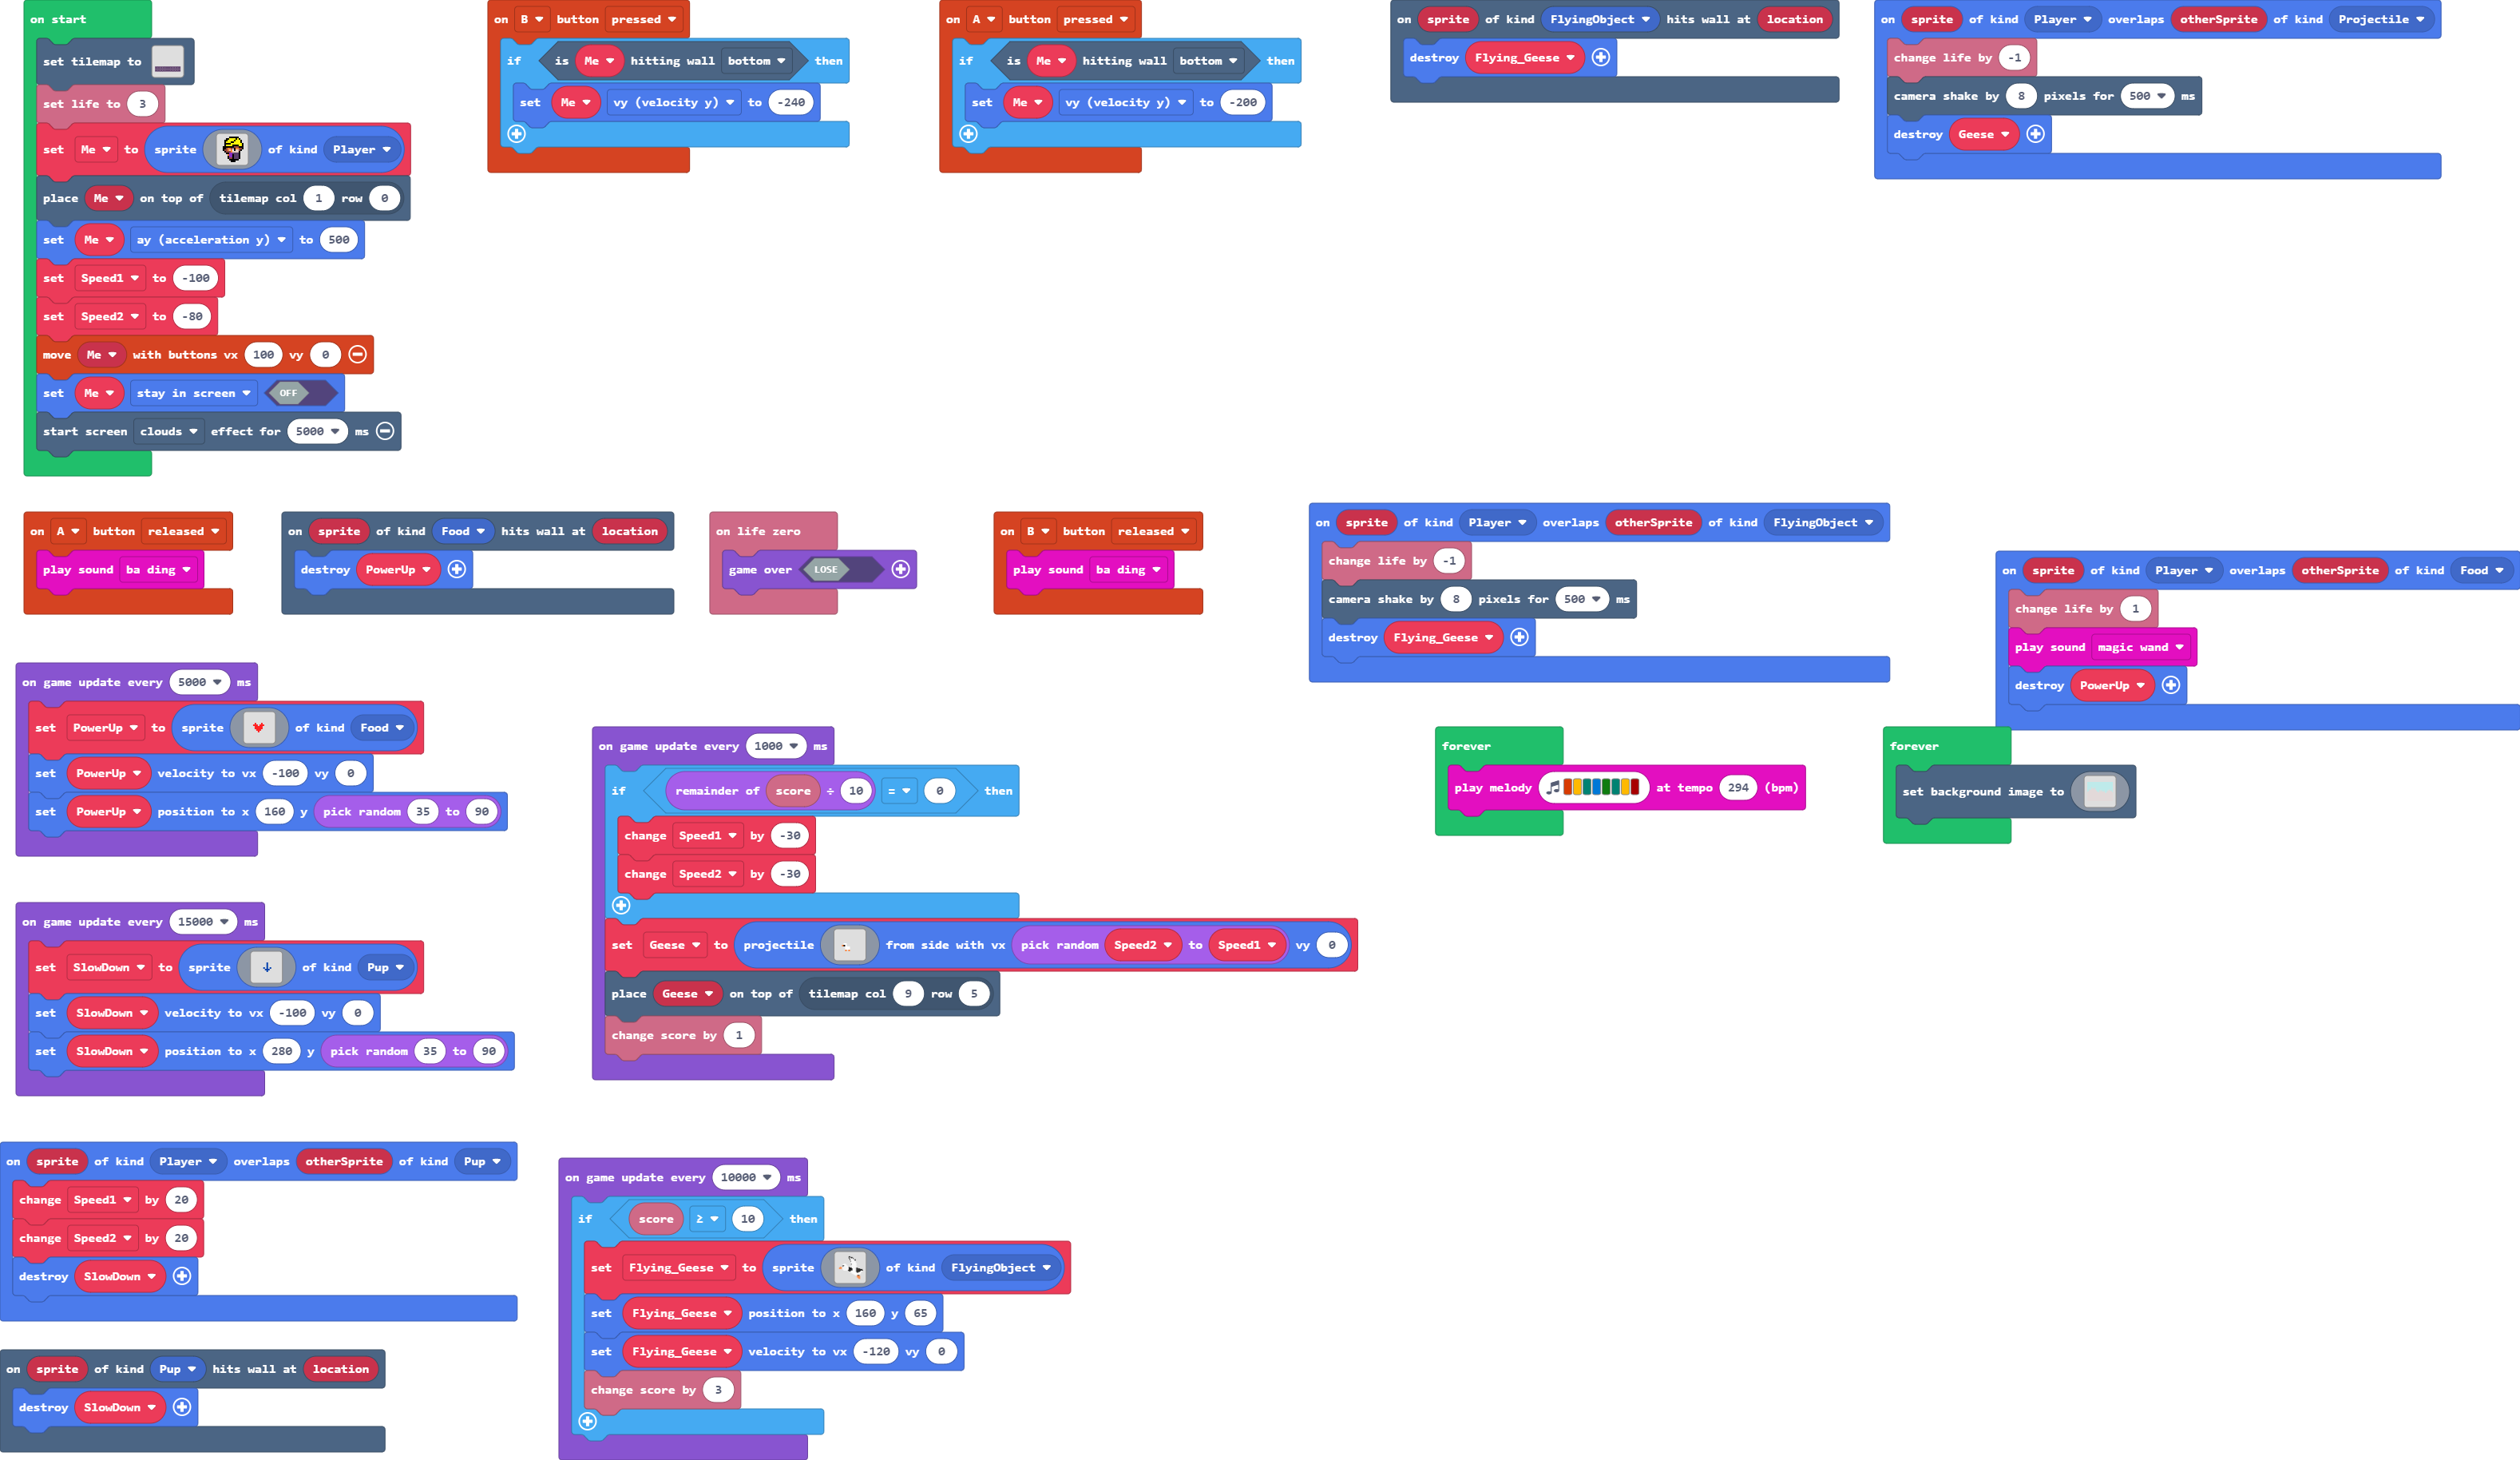 on start
set tilemap to
set life to 3
set Me to sprite of kind Player
place Me on top of tilemap col 1 row 0
set Me ay (acceleration y) to 500
set Speed1 to -100
set Speed2 to -80
move Me with buttons vx 100 vy 0
set Me stay in screen OFF
start screen clouds effect for 5000 ms
on B button pressed
if is Me hitting wall bottom then
set Me vy (velocity y) to -240
on A button pressed
if is Me hitting wall bottom then
set Me vy (velocity y) to -200
on sprite of kind FlyingObject hits wall at location
destroy Flying_Geese
on sprite of kind Player overlaps otherSprite of kind Projectile
change life by -1
camera shake by 8 pixels for 500 ms
destroy Geese
on A button released
play sound ba ding
on sprite of kind Food hits wall at location
destroy PowerUp
on life zero
game over LOSE
on B button released
play sound ba ding
on sprite of kind Player overlaps otherSprite of kind FlyingObject
change life by -1
camera shake by 8 pixels for 500 ms
destroy Flying_Geese
on sprite of kind Player overlaps otherSprite of kind Food
change life by 1
play sound magic wand
destroy PowerUp
on game update every 5000 ms
set PowerUp to sprite of kind Food
set PowerUp velocity to vx -100 vy 0
set PowerUp position to x 160 y pick random 35 to 90
on game update every 1000 ms
if remainder of score ÷ 10 = 0 then
change Speed1 by -30
change Speed2 by -30
set Geese to projectile from side with vx pick random Speed2 to Speed1 vy 0
place Geese on top of tilemap col 9 row 5
change score by 1
forever
play melody at tempo 294 (bpm)
forever
set background image to
on game update every 15000 ms
set SlowDown to sprite of kind Pup
set SlowDown velocity to vx -100 vy 0
set SlowDown position to x 280 y pick random 35 to 90
on sprite of kind Player overlaps otherSprite of kind Pup
change Speed1 by 20
change Speed2 by 20
destroy SlowDown
on game update every 10000 ms
if score ≥ 10 then
set Flying_Geese to sprite of kind FlyingObject
set Flying_Geese position to x 160 y 65
set Flying_Geese velocity to vx -120 vy 0
change score by 3
on sprite of kind Pup hits wall at location
destroy SlowDown